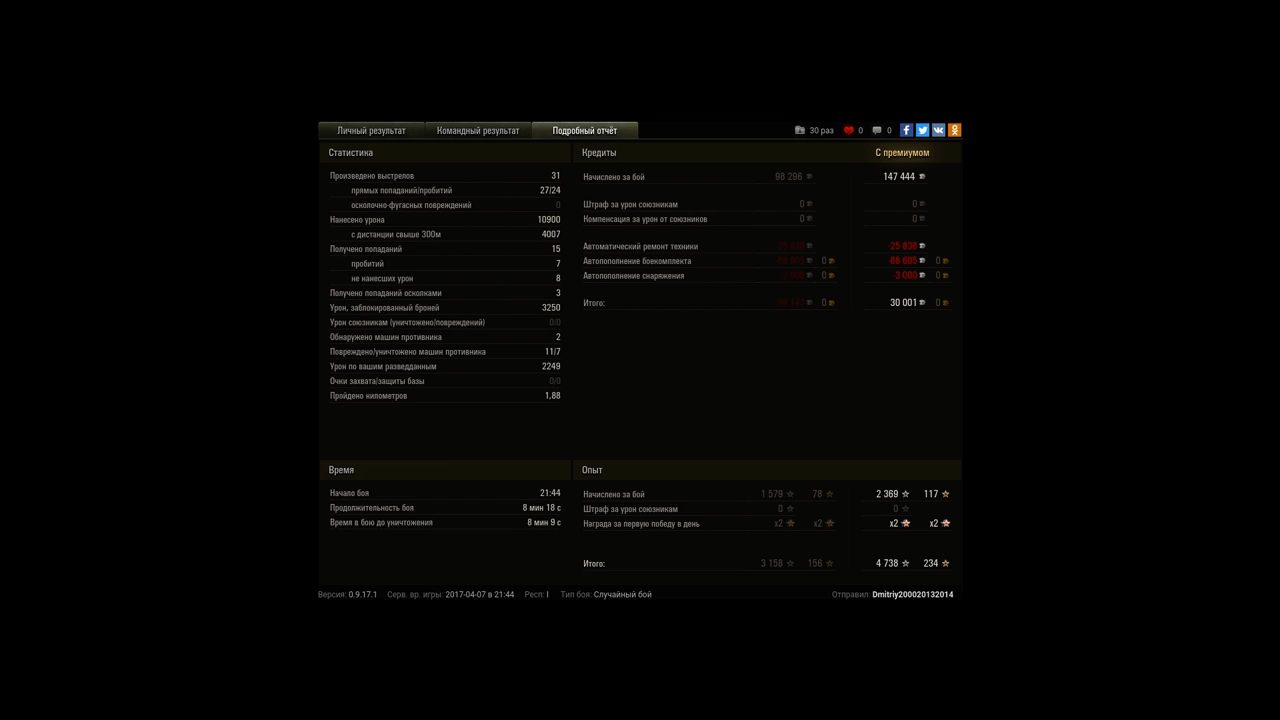 Личный результат Командный результат Подробный отчёт 30 раз 0 0
Статистика
Произведено выстрелов 31
прямых попаданий/пробитий 27/24
осколочно-фугасных повреждений 0
Нанесено урона 10900
с дистанции свыше 300м 4007
Получено попаданий 15
пробитий 7
не нанесших урон 8
Получено попаданий осколками 3
Урон, заблокированный броней 3250
Урон союзникам (уничтожено/повреждений) 0/0
Обнаружено машин противника 2
Повреждено/уничтожено машин противника 11/7
Урон по вашим разведданным 2249
Очки захвата/защиты базы 0/0
Пройдено километров 1,88
Кредиты С премиумом
Начислено за бой 98 296 147 444
Штраф за урон союзникам 0 0
Компенсация за урон от союзников 0 0
Автоматический ремонт техники -25 838
Автопополнение боекомплекта 0 -88 605 0
Автопополнение снаряжения 0 -3 000 0
Итого: 0 30 001 0
Время
Начало боя 21:44
Продолжительность боя 8 мин 18 с
Время в бою до уничтожения 8 мин 9 с
Опыт
Начислено за бой 1 579 78 2 369 117
Штраф за урон союзникам 0 0
Награда за первую победу в день x2 x2 x2 x2
Итого: 3 158 156 4 738 234
Версия: 0.9.17.1 Серв. вр. игры: 2017-04-07 в 21:44 Респ: I Тип боя: Случайный бой Отправил: Dmitriy200020132014